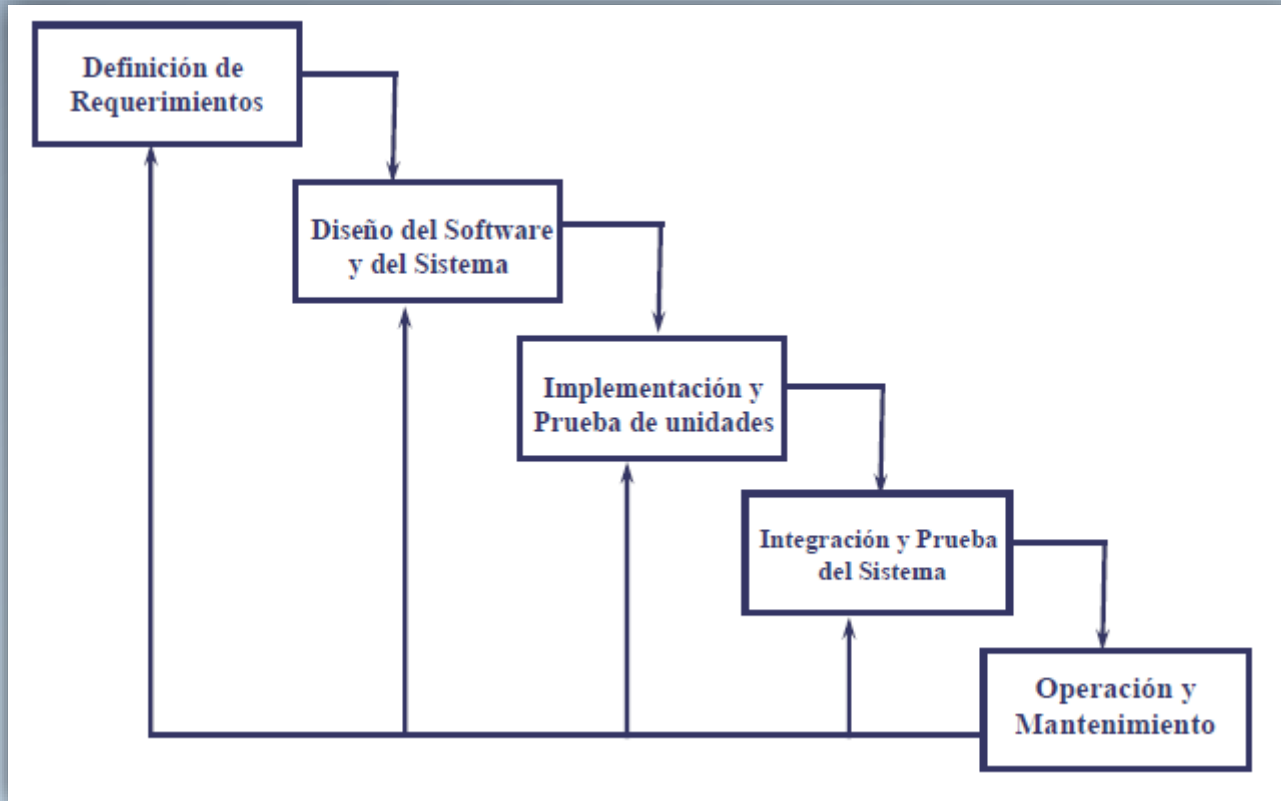 Definición de
Requerimientos
Diseño del Software
y del Sistema
Implementación y
Prueba de unidades
Integración y Prueba
del Sistema
Operación y
Mantenimiento